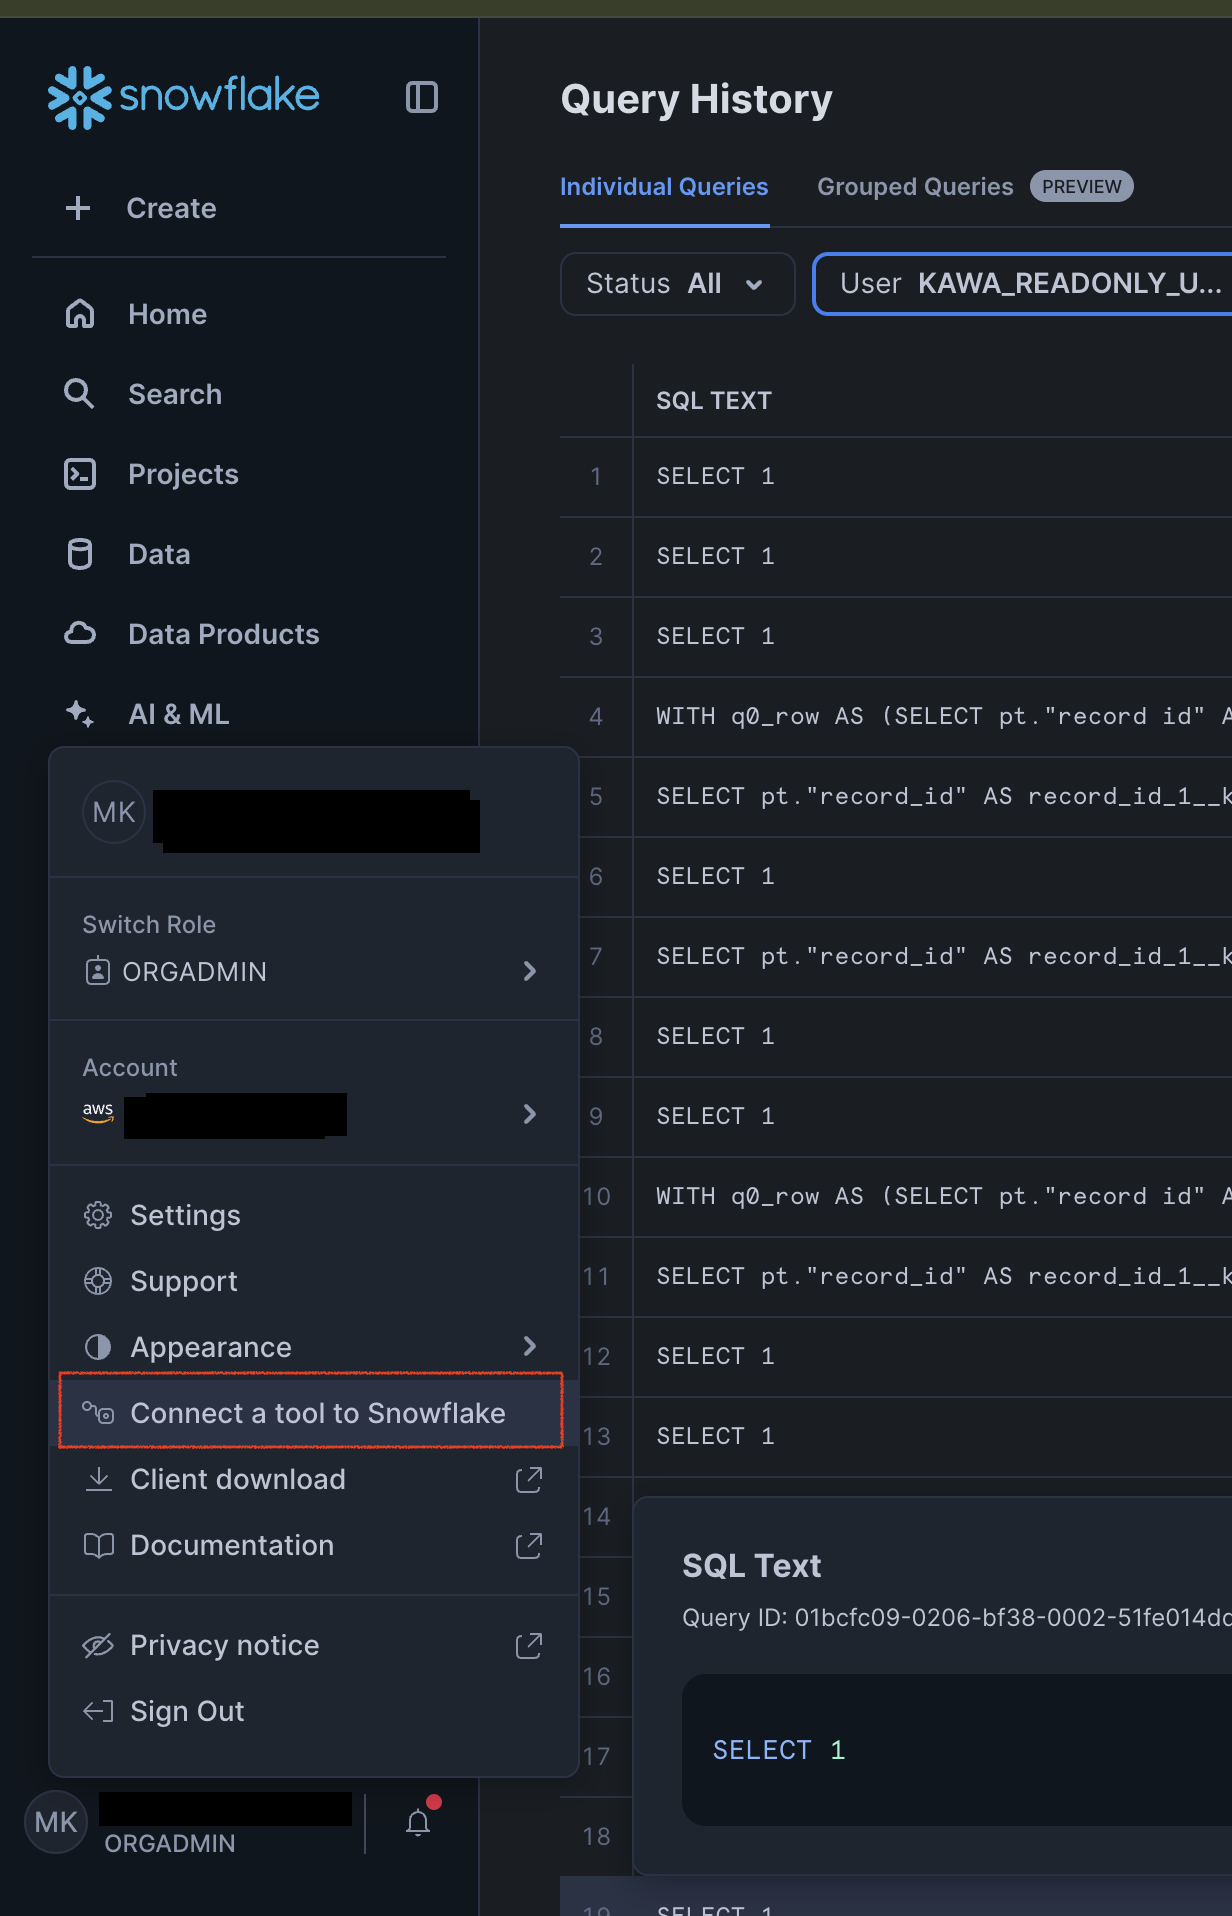 snowflake
Create
Home
Search
Projects
Data
Data Products
AI & ML
MK
Switch Role
ORGADMIN
Account
aws
Settings
Support
Appearance
Connect a tool to Snowflake
Client download
Documentation
Privacy notice
Sign Out
MK
ORGADMIN
Query History
Individual Queries Grouped Queries PREVIEW
Status All User KAWA_READONLY_U...
SQL TEXT
1 SELECT 1
2 SELECT 1
3 SELECT 1
4 WITH q0_row AS (SELECT pt."record id" A
5 SELECT pt."record_id" AS record_id_1__k
6 SELECT 1
7 SELECT pt."record_id" AS record_id_1__k
8 SELECT 1
9 SELECT 1
10 WITH q0_row AS (SELECT pt."record id" A
11 SELECT pt."record_id" AS record_id_1__k
12 SELECT 1
13 SELECT 1
14
15
16
17
18
19 SELECT 1
SQL Text
Query ID: 01bcfc09-0206-bf38-0002-51fe014dd
SELECT 1